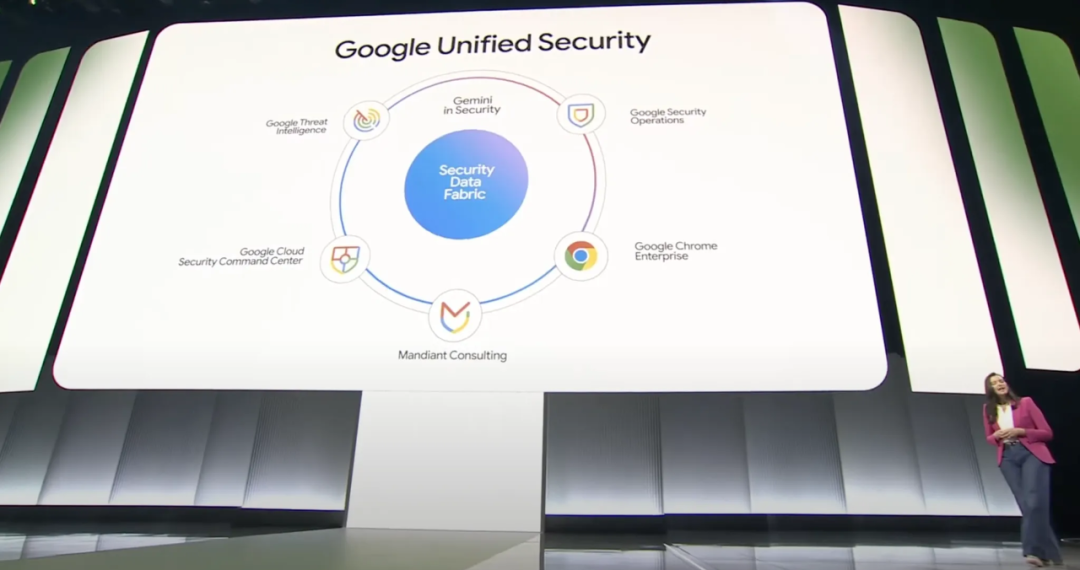 Google Unified Security
Gemini
in Security
Google Threat
Intelligence
Google Security
Operations
Security
Data
Fabric
Google Cloud
Security Command Center
Google Chrome
Enterprise
Mandiant Consulting